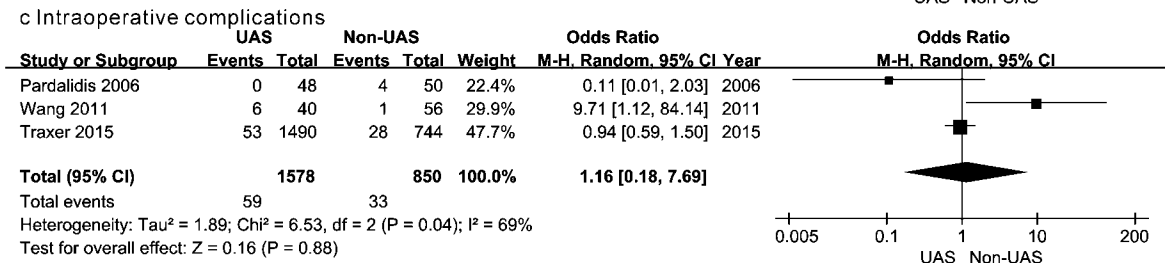 UAS Non-UAS
c Intraoperative complications
UAS Non-UAS Odds Ratio Odds Ratio
Study or Subgroup Events Total Events Total Weight M-H, Random, 95% CI Year M-H, Random, 95% CI
Pardalidis 2006 0 48 4 50 22.4% 0.11 [0.01, 2.03] 2006
Wang 2011 6 40 1 56 29.9% 9.71 [1.12, 84.14] 2011
Traxer 2015 53 1490 28 744 47.7% 0.94 [0.59, 1.50] 2015
Total (95% CI) 1578 850 100.0% 1.16 [0.18, 7.69]
Total events 59 33
Heterogeneity: Tau² = 1.89; Chi² = 6.53, df = 2 (P = 0.04); I² = 69%
Test for overall effect: Z = 0.16 (P = 0.88)
0.005 0.1 1 10 200
UAS Non-UAS